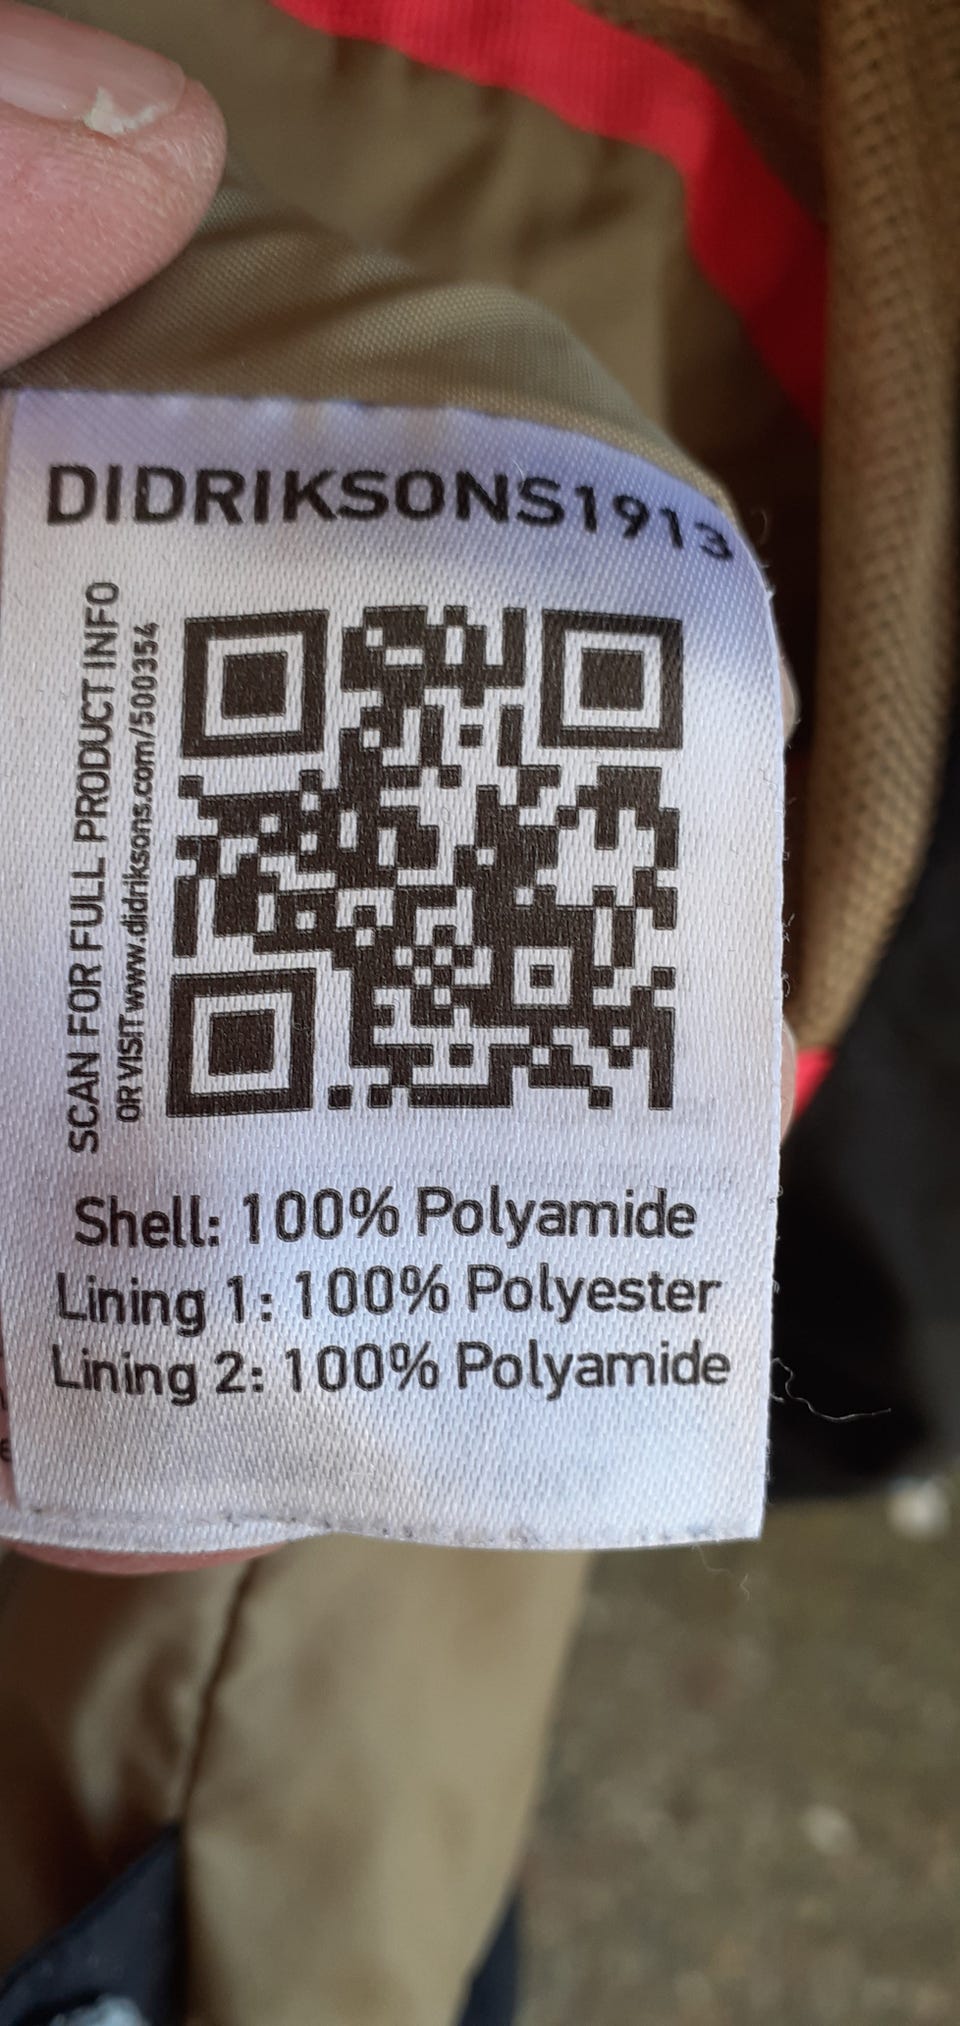 DIDRIKSONS1913
SCAN FOR FULL PRODUCT INFO
OR VISIT www.didriksons.com/500354
Shell: 100% Polyamide
Lining 1: 100% Polyester
Lining 2: 100% Polyamide